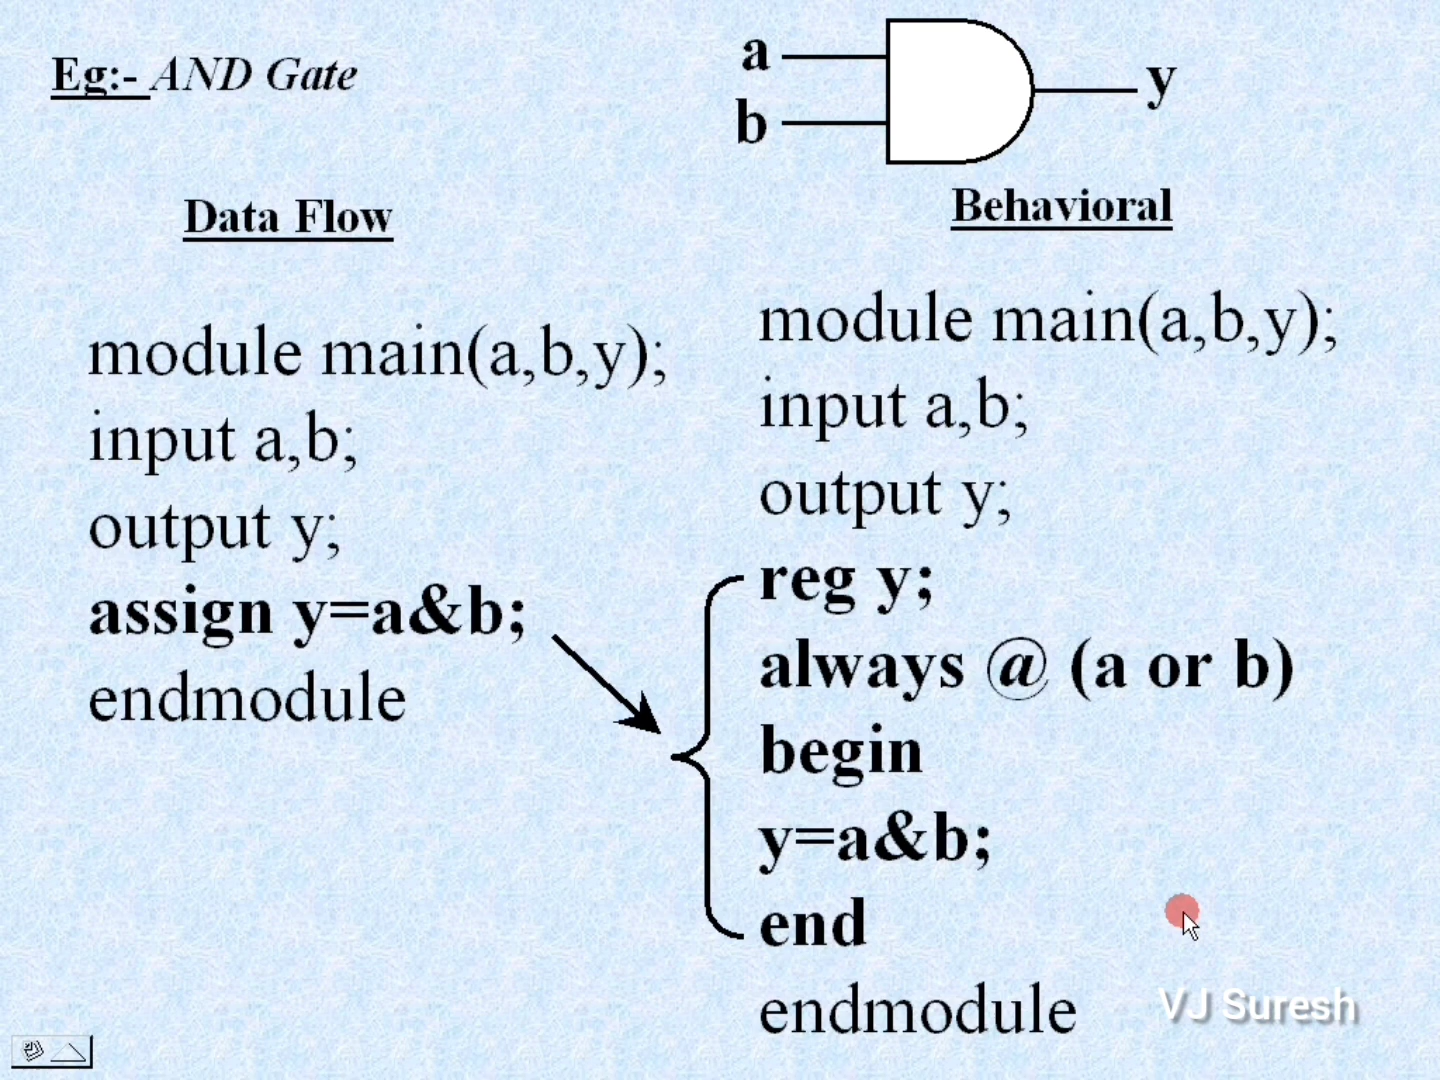 Eg:- AND Gate
a
b
y
Data Flow
module main(a,b,y);
input a,b;
output y;
assign y=a&b;
endmodule
Behavioral
module main(a,b,y);
input a,b;
output y;
reg y;
always @ (a or b)
begin
y=a&b;
end
endmodule
VJ Suresh